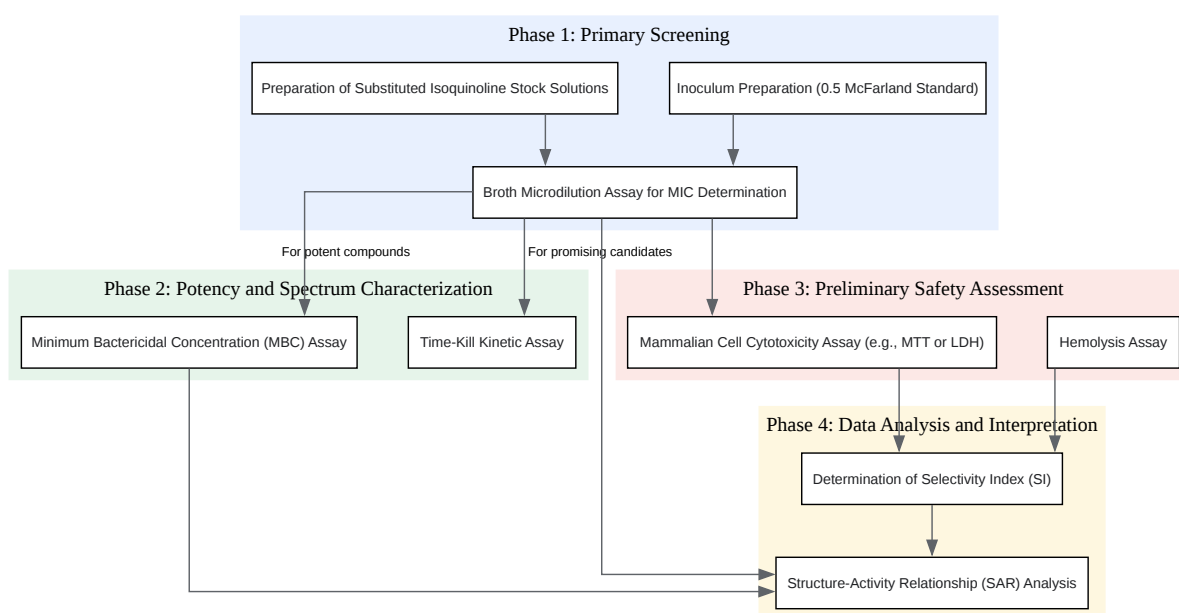 Phase 1: Primary Screening
Preparation of Substituted Isoquinoline Stock Solutions
Inoculum Preparation (0.5 McFarland Standard)
Broth Microdilution Assay for MIC Determination
For potent compounds
For promising candidates
Phase 2: Potency and Spectrum Characterization
Phase 3: Preliminary Safety Assessment
Minimum Bactericidal Concentration (MBC) Assay
Time-Kill Kinetic Assay
Mammalian Cell Cytotoxicity Assay (e.g., MTT or LDH)
Hemolysis Assay
Phase 4: Data Analysis and Interpretation
Determination of Selectivity Index (SI)
Structure-Activity Relationship (SAR) Analysis